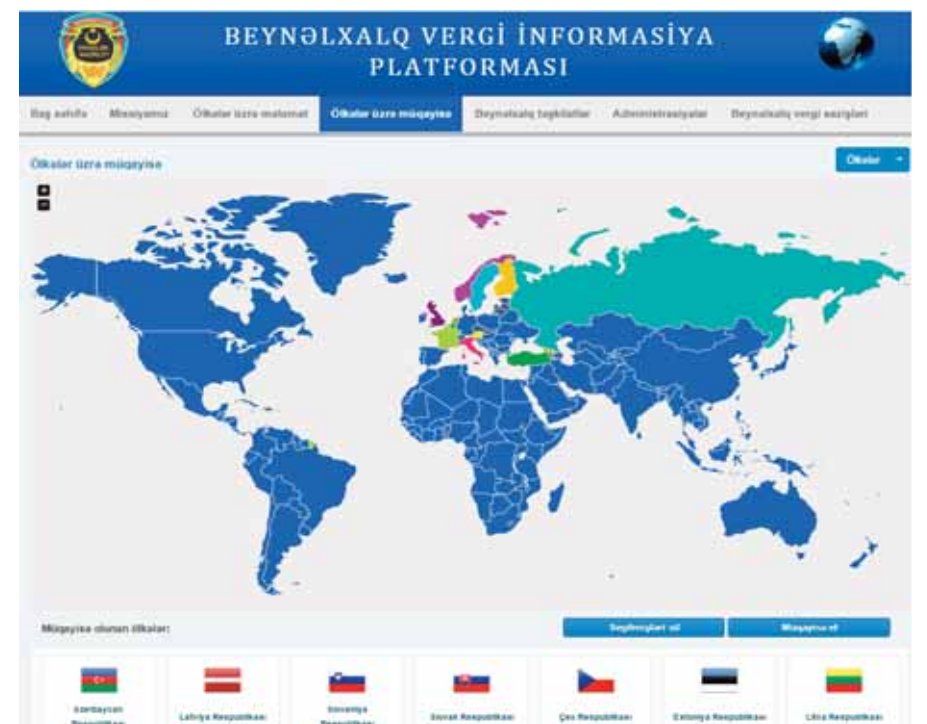 BEYNƏLXALQ VERGİ İNFORMASİYA
PLATFORMASI
Baş səhifə Missiyamız Ölkələr üzrə məlumat Ölkələr üzrə müqayisə Beynəlxalq təşkilatlar Administrasiyalar Beynəlxalq vergi sazişləri
Ölkələr üzrə müqayisə
Ölkələr
+
-
Müqayisə olunan ölkələr:
Seçilmişləri sil Müqayisə et
Azərbaycan Respublikası
Latviya Respublikası
Sloveniya Respublikası
Slovak Respublikası
Çex Respublikası
Estoniya Respublikası
Litva Respublikası